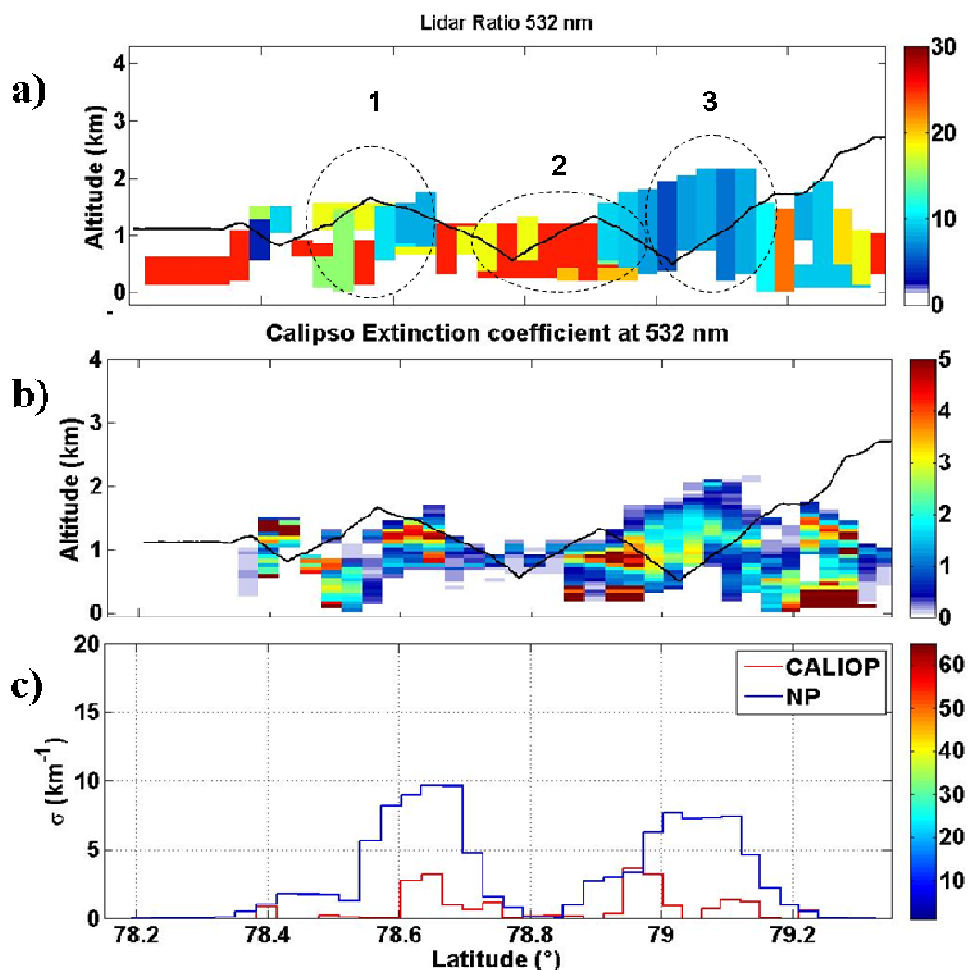 Lidar Ratio 532 nm
a)
Altitude (km)
4
3
2
1
0
1
2
3
30
20
10
0
Calipso Extinction coefficient at 532 nm
b)
Altitude (km)
4
3
2
1
0
5
4
3
2
1
0
c)
σ (km-1)
20
15
10
5
0
CALIOP
NP
60
50
40
30
20
10
78.2 78.4 78.6 78.8 79 79.2
Latitude (°)